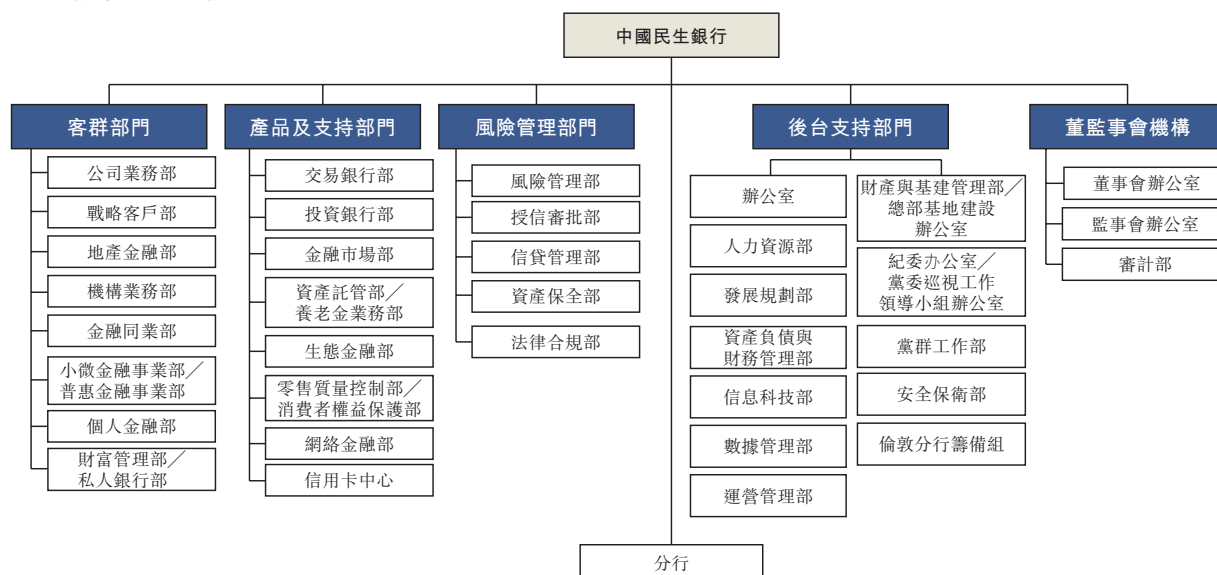 中國民生銀行
客群部門
公司業務部
戰略客戶部
地產金融部
機構業務部
金融同業部
小微金融事業部／
普惠金融事業部
個人金融部
財富管理部／
私人銀行部
產品及支持部門
交易銀行部
投資銀行部
金融市場部
資產託管部／
養老金業務部
生態金融部
零售質量控制部／
消費者權益保護部
網絡金融部
信用卡中心
風險管理部門
風險管理部
授信審批部
信貸管理部
資產保全部
法律合規部
後台支持部門
辦公室
人力資源部
發展規劃部
資產負債與
財務管理部
信息科技部
數據管理部
運營管理部
財產與基建管理部／
總部基地建設
辦公室
紀委办公室／
黨委巡視工作
領導小組辦公室
黨群工作部
安全保衛部
倫敦分行籌備組
董監事會機構
董事會辦公室
監事會辦公室
審計部
分行